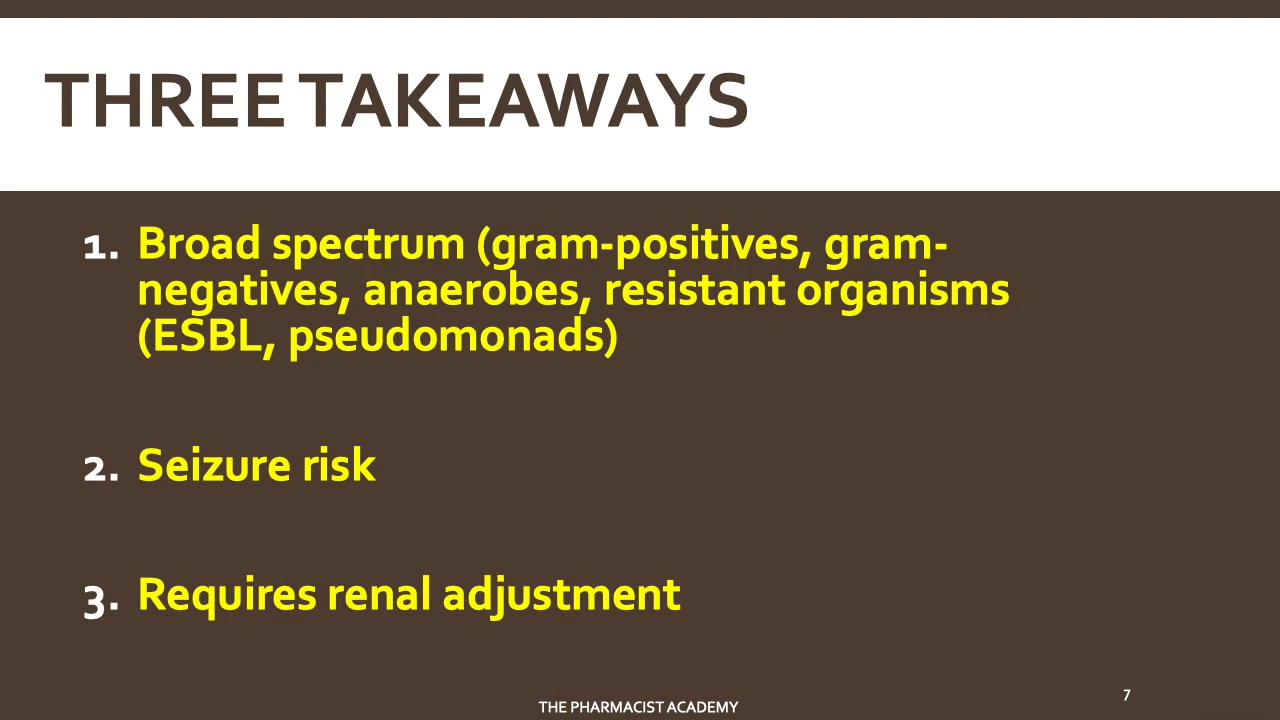 THREE TAKEAWAYS
1. Broad spectrum (gram-positives, gram-
negatives, anaerobes, resistant organisms
(ESBL, pseudomonads)
2. Seizure risk
3. Requires renal adjustment
7
THE PHARMACIST ACADEMY